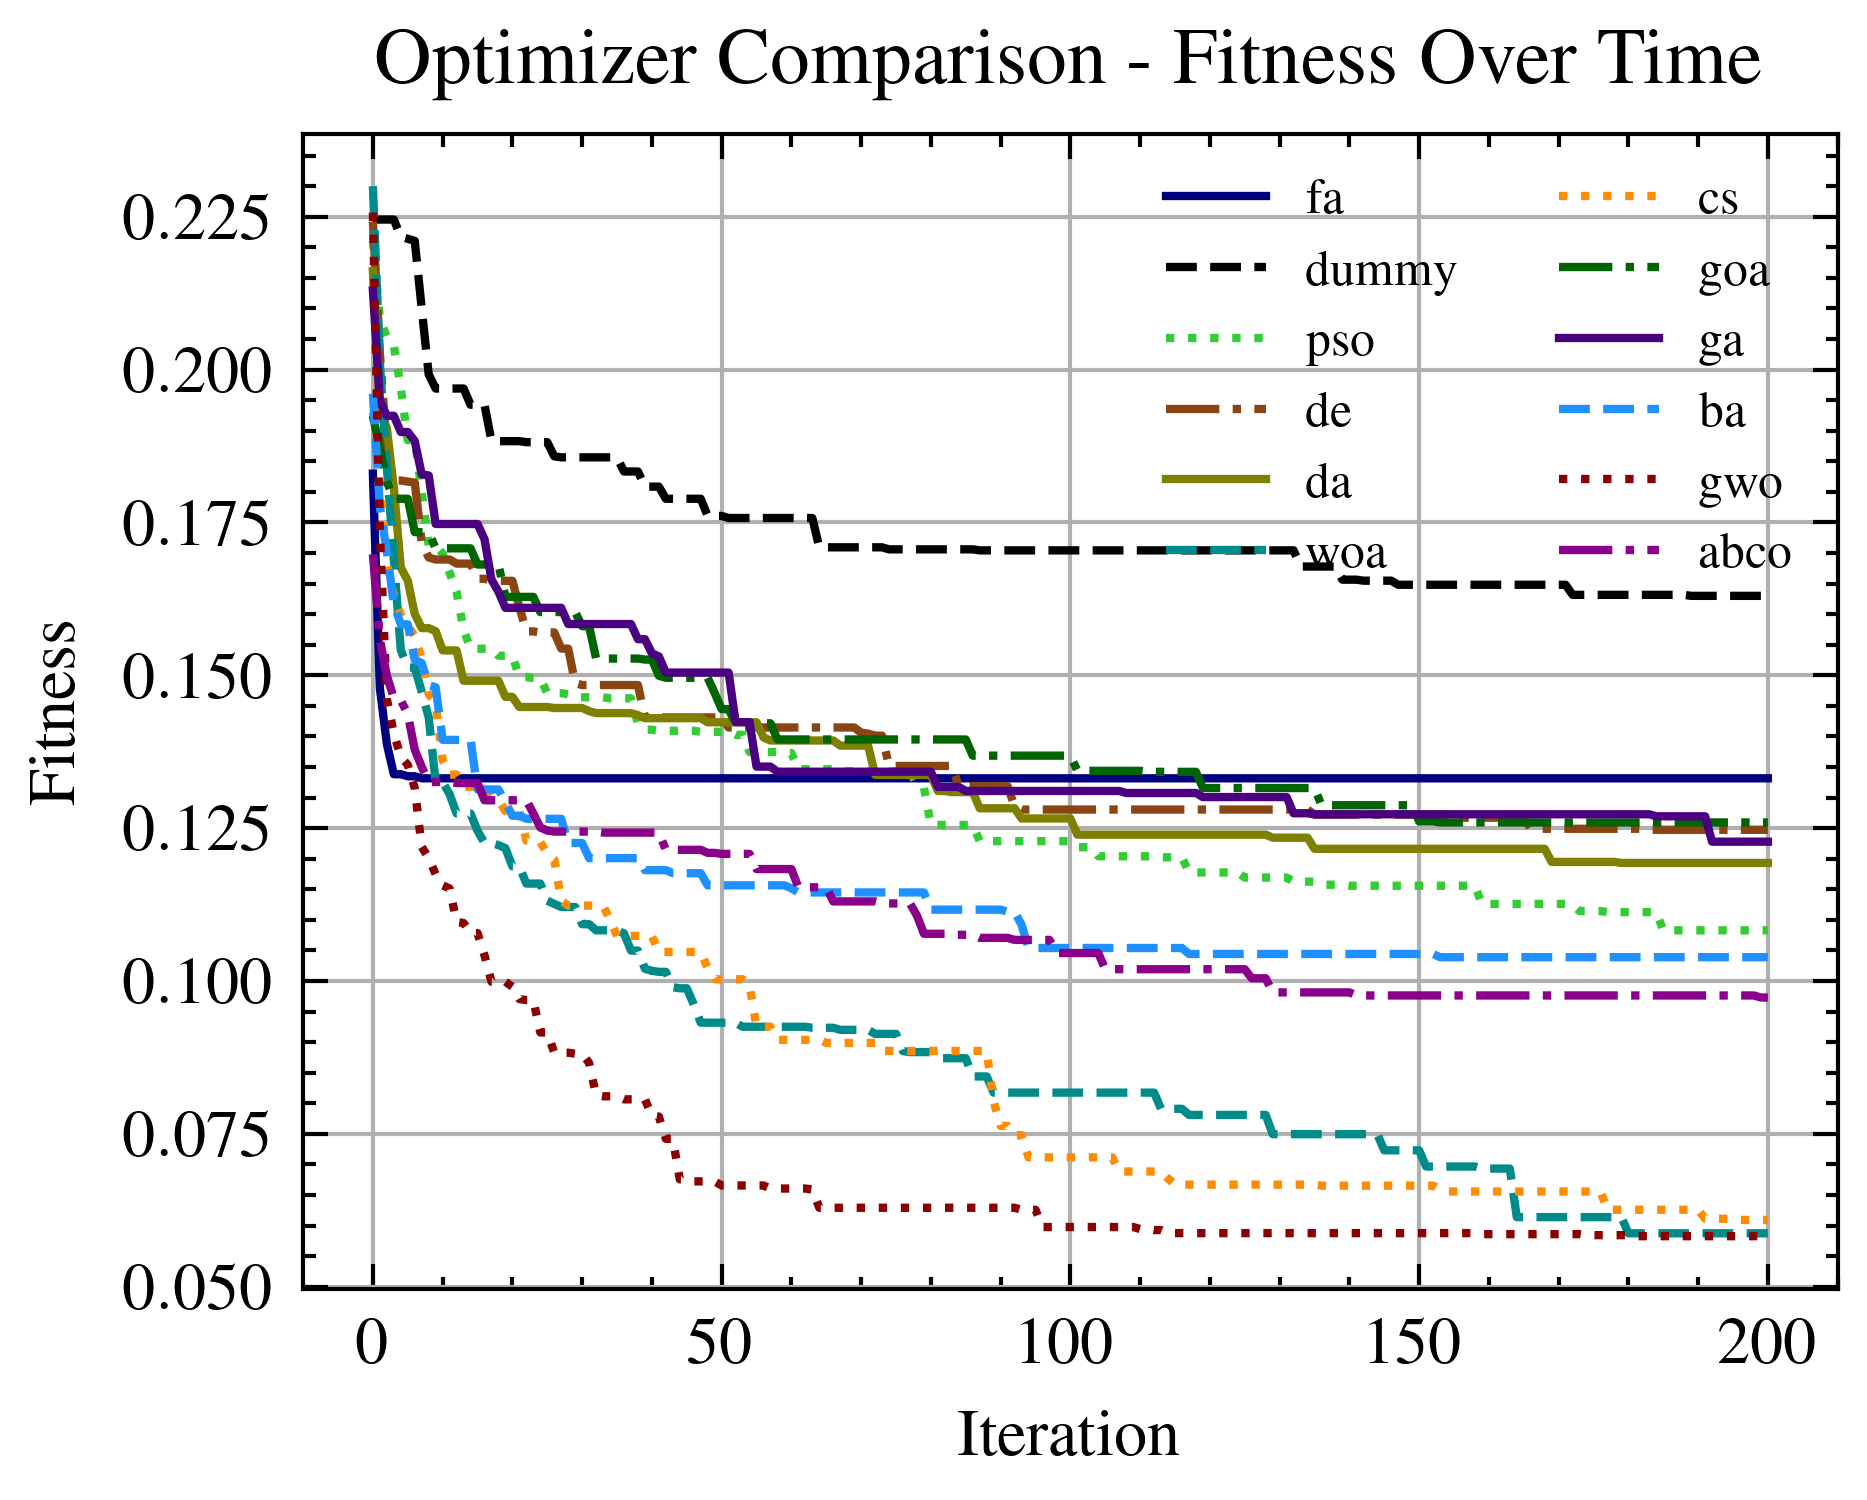 Optimizer Comparison - Fitness Over Time
Fitness
0.225
0.200
0.175
0.150
0.125
0.100
0.075
0.050
fa
dummy
pso
de
da
woa
cs
goa
ga
ba
gwo
abco
0 50 100 150 200
Iteration